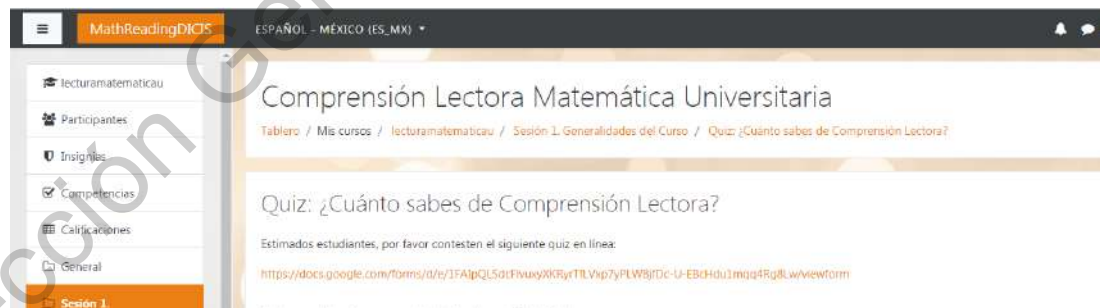 MathReadingDICIS
ESPAÑOL - MÉXICO (ES_MX)
lecturamatematicau
Participantes
Insignias
Competencias
Calificaciones
General
Sesión 1.
Comprensión Lectora Matemática Universitaria
Tablero / Mis cursos / lecturamatematicau / Sesión 1. Generalidades del Curso / Quiz: ¿Cuánto sabes de Comprensión Lectora?
Quiz: ¿Cuánto sabes de Comprensión Lectora?
Estimados estudiantes, por favor contesten el siguiente quiz en línea: